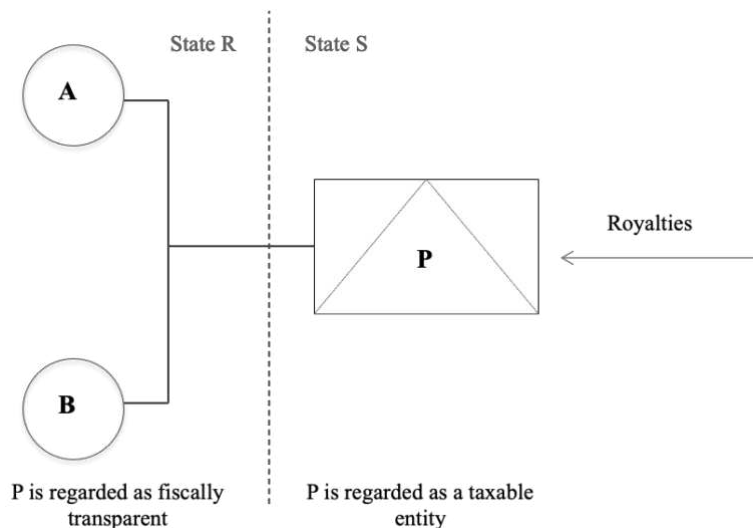 State R
State S
A
P
Royalties
B
P is regarded as fiscally
transparent
P is regarded as a taxable
entity